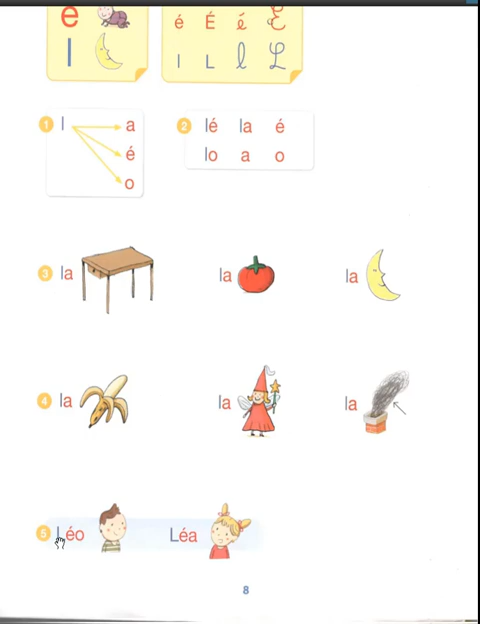 é
l
é É é É
l L l L
1 l a
é
o
2 lé la é
lo a o
3 la la la
4 la la la
5 Léo Léa
8